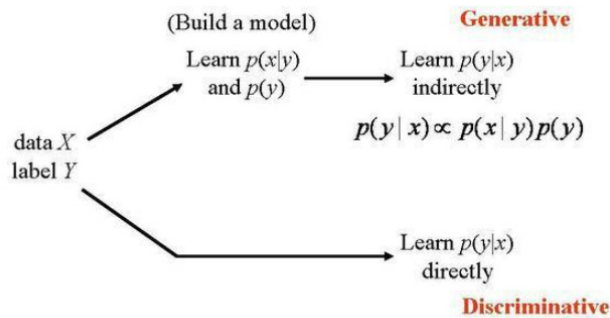 (Build a model)
Generative
Learn p(x|y)
and p(y)
Learn p(y|x)
indirectly
p(y | x) ∝ p(x | y)p(y)
data X
label Y
Learn p(y|x)
directly
Discriminative